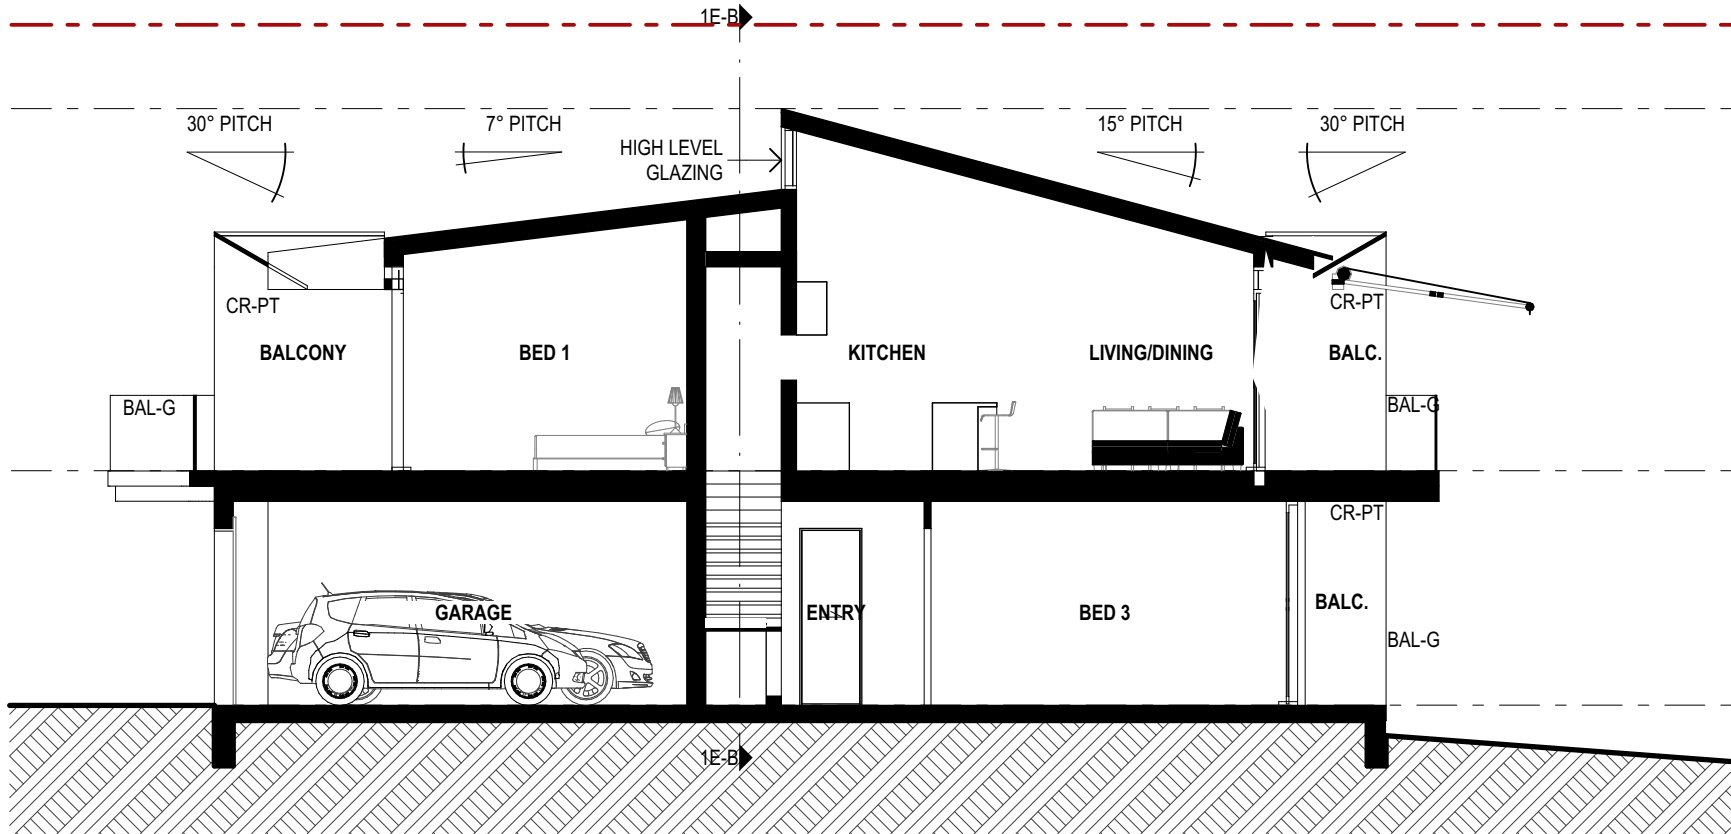 1E-B
30° PITCH
7° PITCH
15° PITCH
30° PITCH
HIGH LEVEL
GLAZING
CR-PT
CR-PT
BALCONY
BED 1
KITCHEN
LIVING/DINING
BALC.
BAL-G
BAL-G
CR-PT
GARAGE
ENTRY
BED 3
BALC.
BAL-G
1E-B